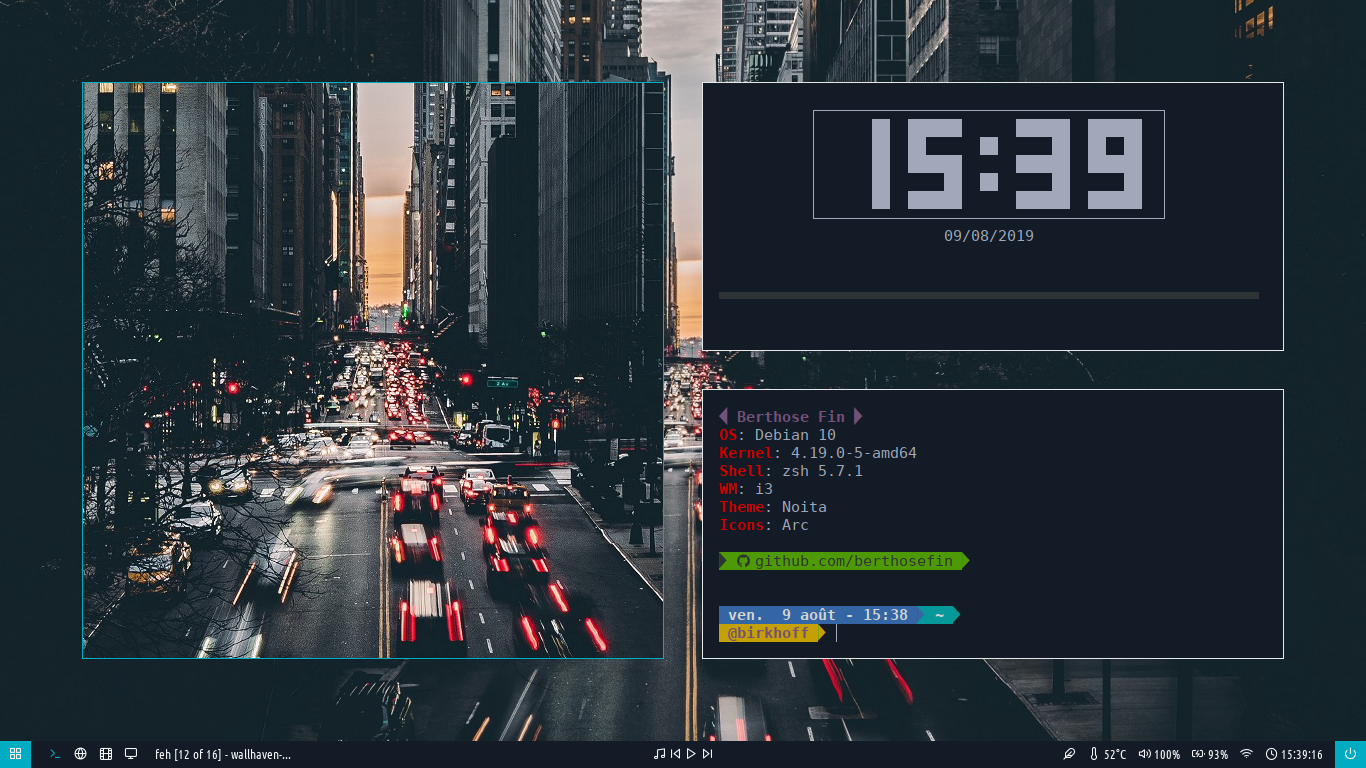 2 Av
15:39
09/08/2019
Berthose Fin
OS: Debian 10
Kernel: 4.19.0-5-amd64
Shell: zsh 5.7.1
WM: i3
Theme: Noita
Icons: Arc
github.com/berthosefin
ven.  9 août - 15:38 ~
@birkhoff
feh [12 of 16] - wallhaven-...
52°C 100% 93% 15:39:16